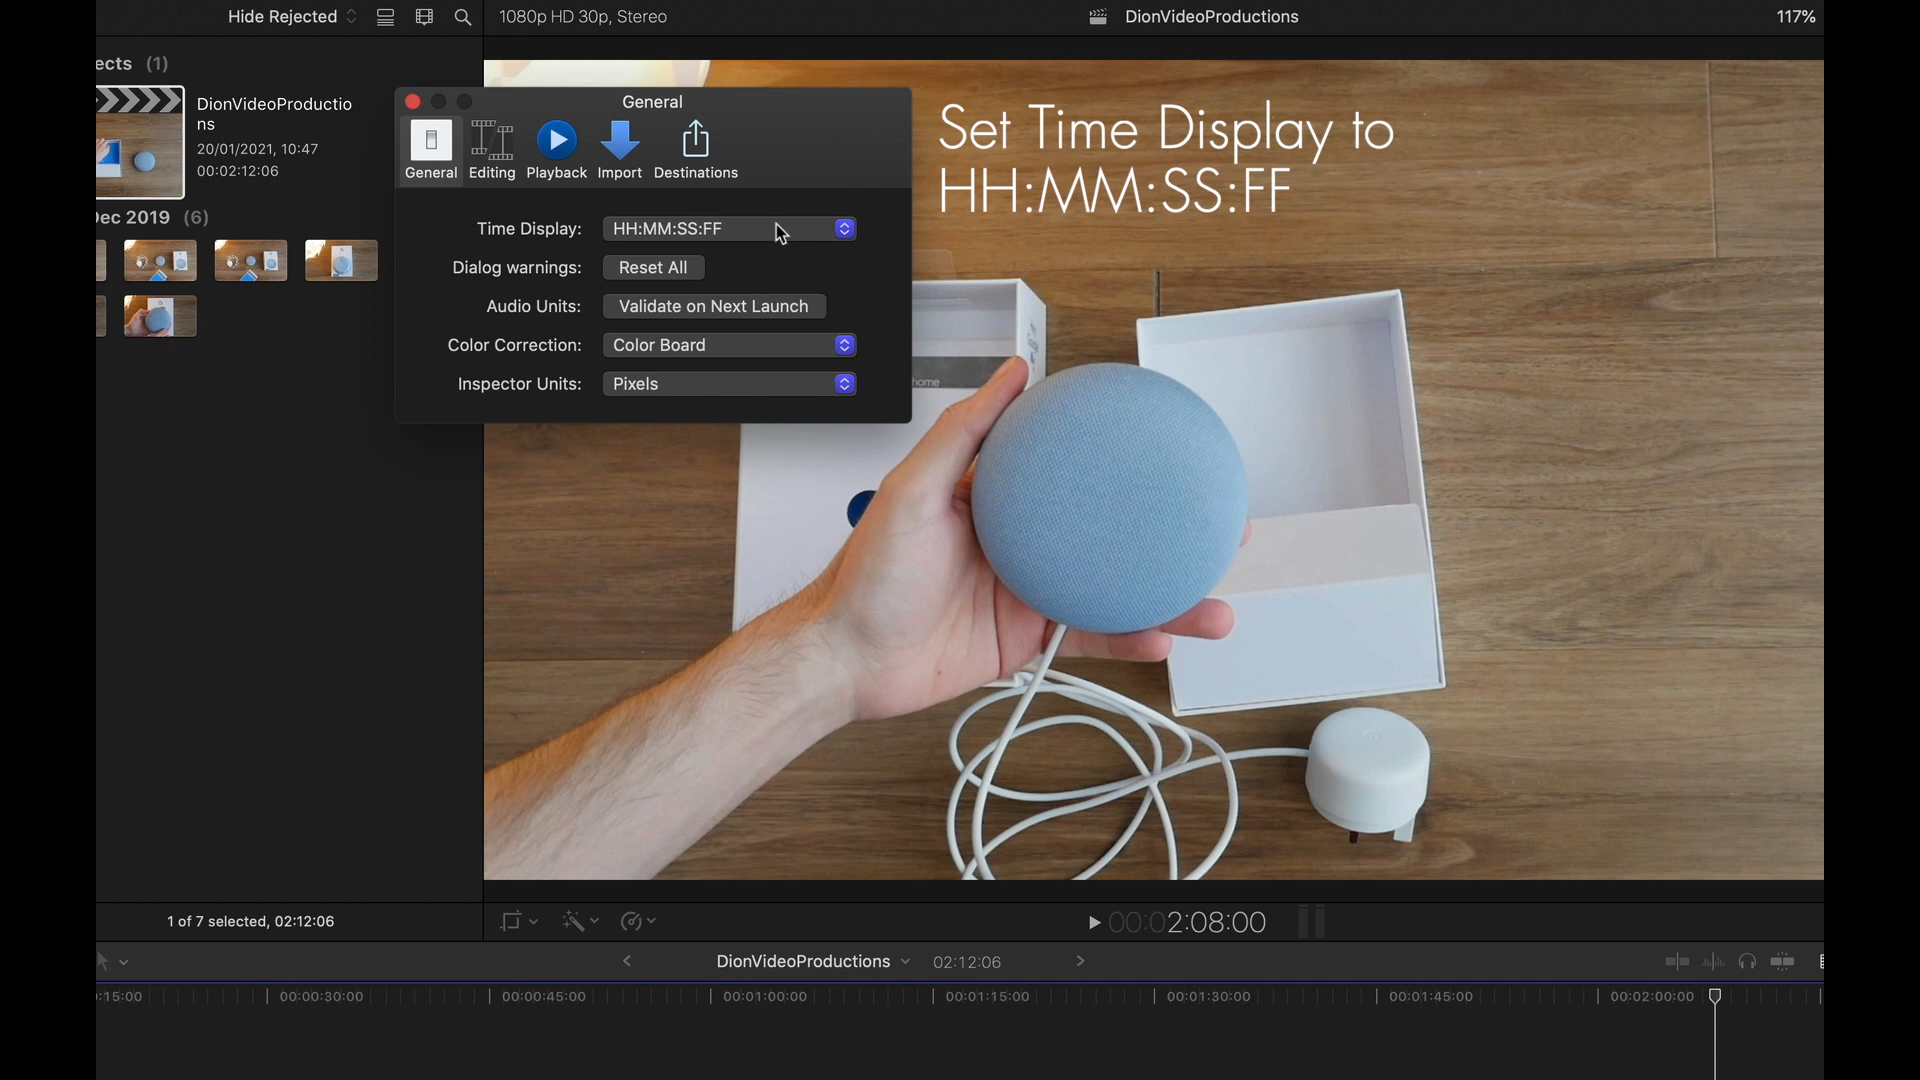 Hide Rejected
1080p HD 30p, Stereo
DionVideoProductions
117%
ects (1)
DionVideoProductio
ns
20/01/2021, 10:47
00:02:12:06
Dec 2019 (6)
General
General
Editing
Playback
Import
Destinations
Time Display:
HH:MM:SS:FF
Dialog warnings:
Reset All
Audio Units:
Validate on Next Launch
Color Correction:
Color Board
Inspector Units:
Pixels
Set Time Display to
HH:MM:SS:FF
home
1 of 7 selected, 02:12:06
00:02:08:00
DionVideoProductions
02:12:06
:15:00
00:00:30:00
00:00:45:00
00:01:00:00
00:01:15:00
00:01:30:00
00:01:45:00
00:02:00:00